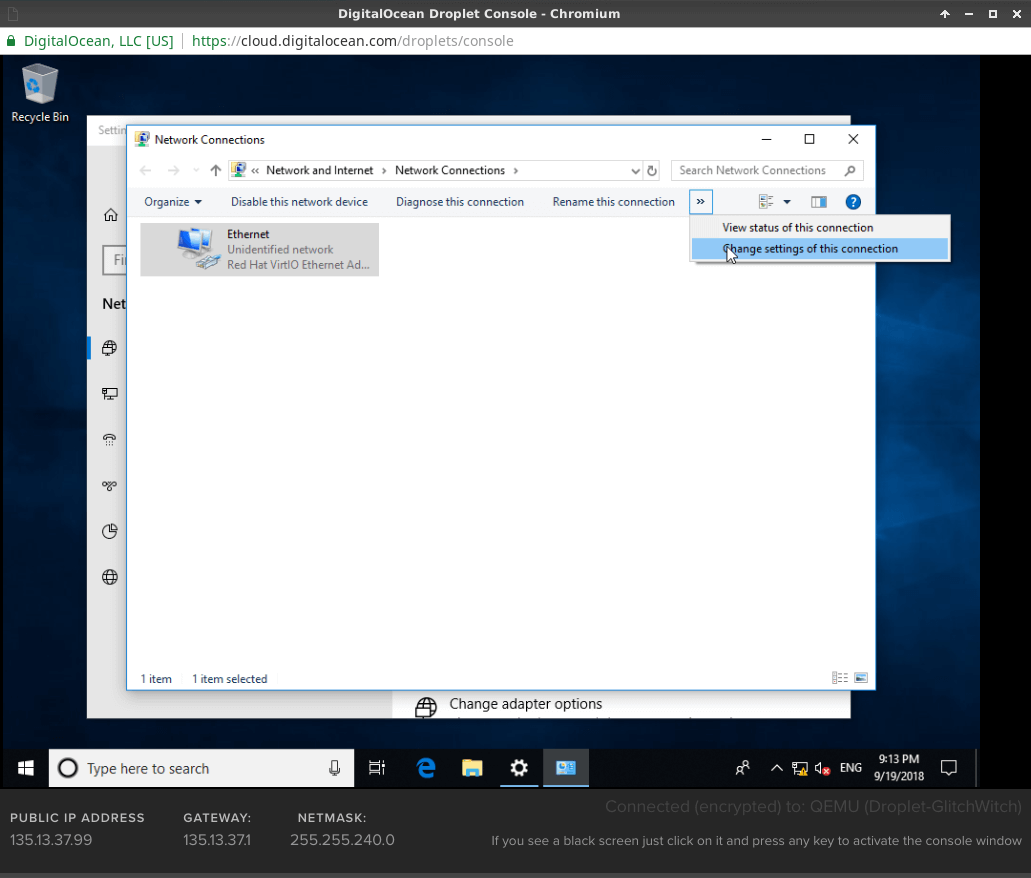 DigitalOcean Droplet Console - Chromium
DigitalOcean, LLC [US] https://cloud.digitalocean.com/droplets/console
Recycle Bin
Settin
Network Connections
« Network and Internet › Network Connections ›
Search Network Connections
Organize
Disable this network device
Diagnose this connection
Rename this connection
»
?
View status of this connection
Change settings of this connection
Ethernet
Unidentified network
Red Hat VirtIO Ethernet Ad...
Fi
Net
1 item
1 item selected
Change adapter options
Type here to search
ENG
9:13 PM
9/19/2018
Connected (encrypted) to: QEMU (Droplet-GlitchWitch)
PUBLIC IP ADDRESS
GATEWAY:
NETMASK:
135.13.37.99
135.13.37.1
255.255.240.0
If you see a black screen just click on it and press any key to activate the console window